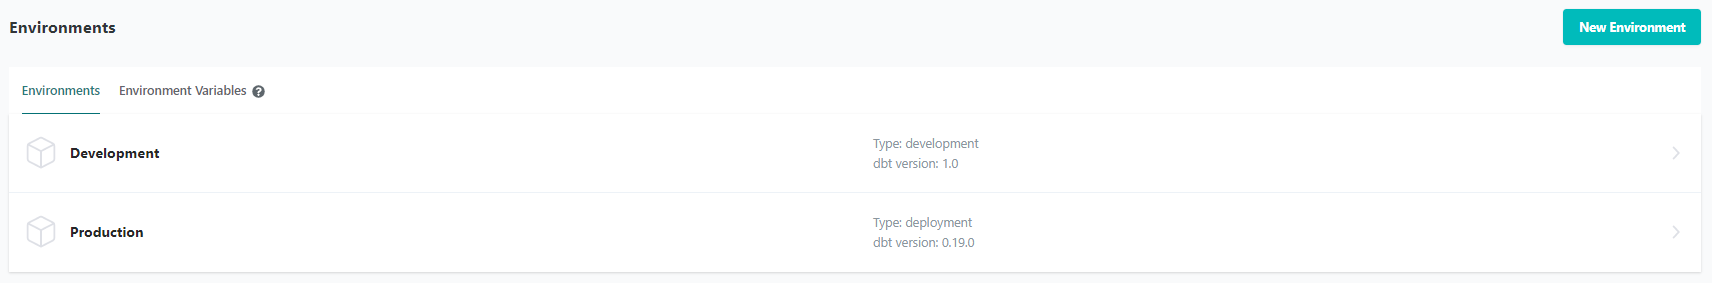 Environments
New Environment
Environments
Environment Variables ?
Development
Type: development
dbt version: 1.0
Production
Type: deployment
dbt version: 0.19.0